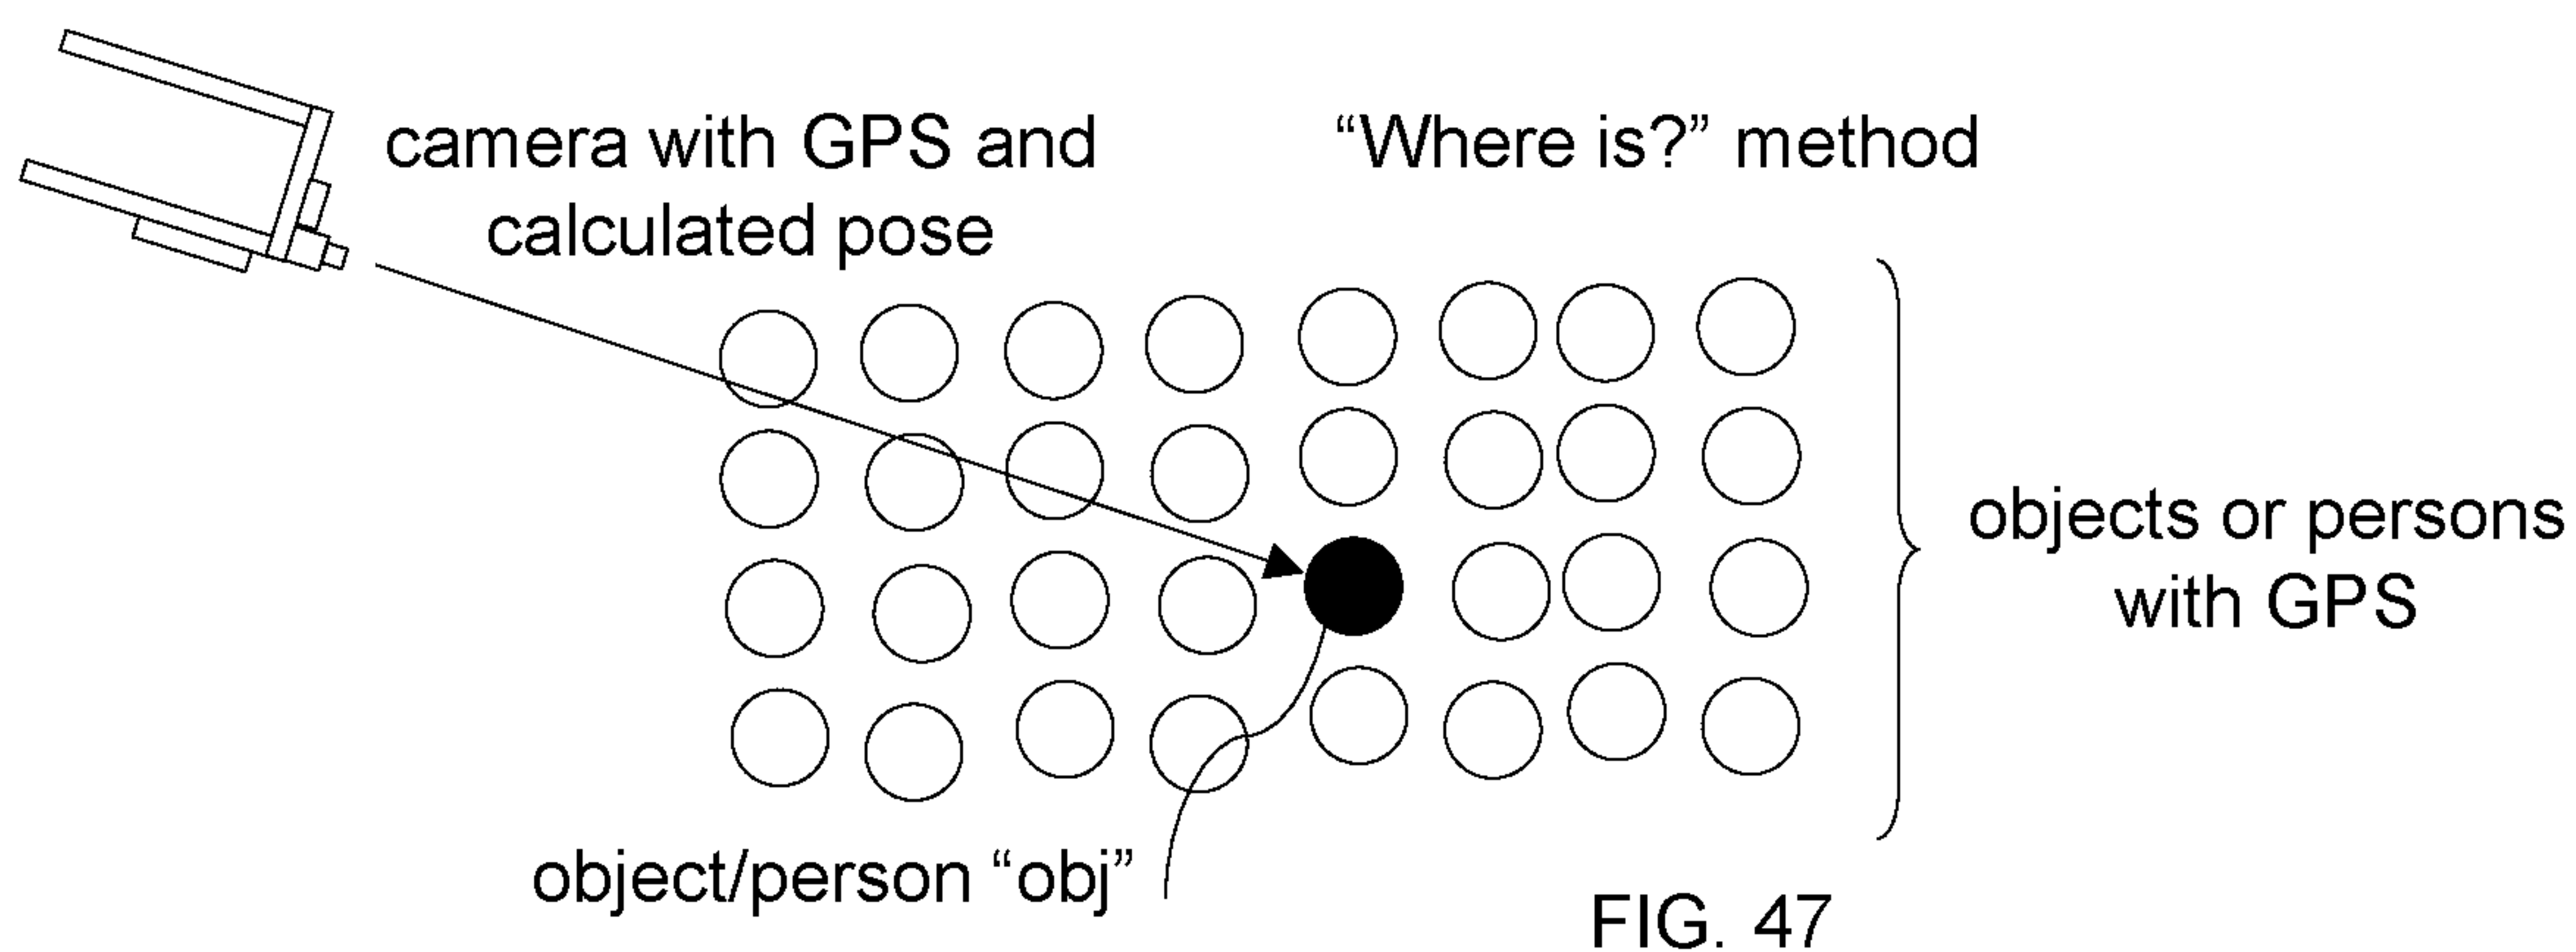 camera with GPS and
calculated pose
“Where is?” method
objects or persons
with GPS
object/person “obj”
FIG. 47